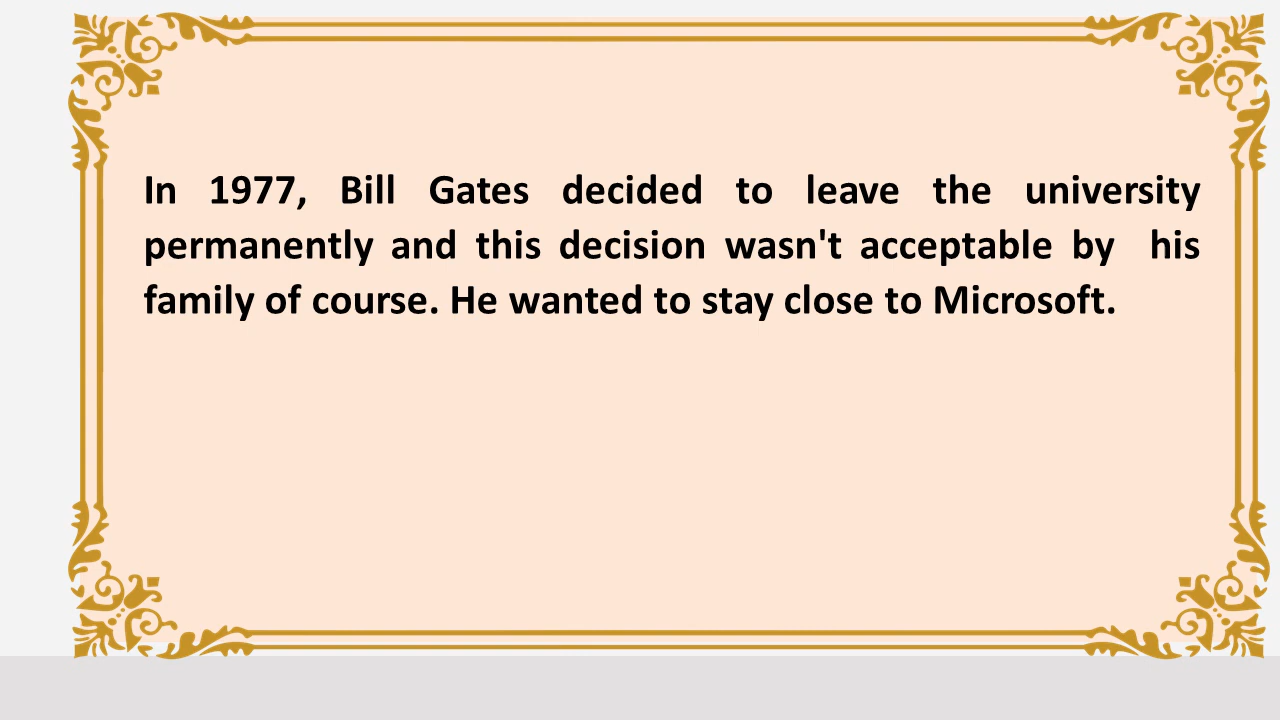 In 1977, Bill Gates decided to leave the university
permanently and this decision wasn't acceptable by his
family of course. He wanted to stay close to Microsoft.